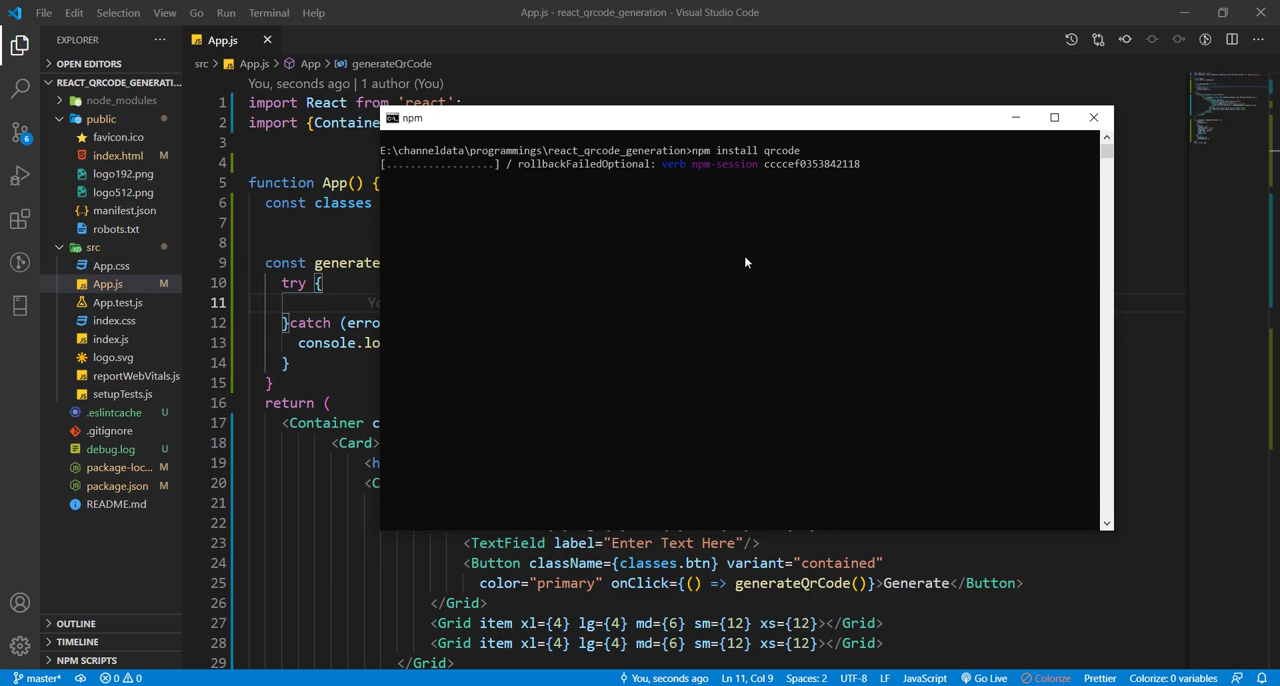 File Edit Selection View Go Run Terminal Help
App.js - react_qrcode_generation - Visual Studio Code
EXPLORER
App.js
OPEN EDITORS
src > App.js > App > generateQrCode
REACT_QRCODE_GENERATI...
You, seconds ago | 1 author (You)
node_modules
public
favicon.ico
index.html M
logo192.png
logo512.png
manifest.json
robots.txt
src
App.css
App.js M
App.test.js
index.css
index.js
logo.svg
reportWebVitals.js
setupTests.js
.eslintcache U
.gitignore
debug.log U
package-loc... M
package.json M
README.md
OUTLINE
TIMELINE
NPM SCRIPTS
6
1 import React from 'react';
2 import {Containe
3
4
5 function App() {
6 const classes
7
8
9 const generate
10 try {
11
12 }catch (erro
13 console.lo
14 }
15 }
16 return (
17 <Container c
18 <Card>
19 <h
20 <C
21
22
23 <TextField label="Enter Text Here"/>
24 <Button className={classes.btn} variant="contained"
25 color="primary" onClick={() => generateQrCode()}>Generate</Button>
26 </Grid>
27 <Grid item xl={4} lg={4} md={6} sm={12} xs={12}></Grid>
28 <Grid item xl={4} lg={4} md={6} sm={12} xs={12}></Grid>
29 </Grid>
npm
E:\channeldata\programmings\react_qrcode_generation>npm install qrcode
[..................] / rollbackFailedOptional: verb npm-session ccccef0353842118
master* 0 0 You, seconds ago Ln 11, Col 9 Spaces: 2 UTF-8 LF JavaScript Go Live Colorize Prettier Colorize: 0 variables